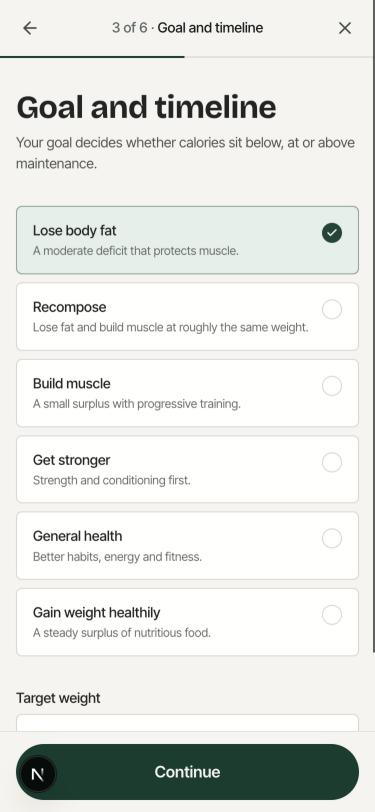 3 of 6 · Goal and timeline
Goal and timeline
Your goal decides whether calories sit below, at or above
maintenance.
Lose body fat
A moderate deficit that protects muscle.
Recompose
Lose fat and build muscle at roughly the same weight.
Build muscle
A small surplus with progressive training.
Get stronger
Strength and conditioning first.
General health
Better habits, energy and fitness.
Gain weight healthily
A steady surplus of nutritious food.
Target weight
N
Continue